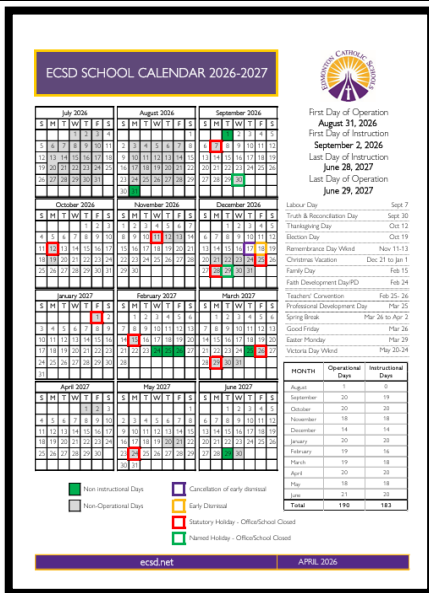 ECSD SCHOOL CALENDAR 2026-2027
EDMONTON CATHOLIC SCHOOLS
July 2026
S M T W T F S
1 2 3 4
5 6 7 8 9 10 11
12 13 14 15 16 17 18
19 20 21 22 23 24 25
26 27 28 29 30 31
August 2026
S M T W T F S
1
2 3 4 5 6 7 8
9 10 11 12 13 14 15
16 17 18 19 20 21 22
23 24 25 26 27 28 29
30 31
September 2026
S M T W T F S
1 2 3 4 5
6 7 8 9 10 11 12
13 14 15 16 17 18 19
20 21 22 23 24 25 26
27 28 29 30
October 2026
S M T W T F S
1 2 3
4 5 6 7 8 9 10
11 12 13 14 15 16 17
18 19 20 21 22 23 24
25 26 27 28 29 30 31
November 2026
S M T W T F S
1 2 3 4 5 6 7
8 9 10 11 12 13 14
15 16 17 18 19 20 21
22 23 24 25 26 27 28
29 30
December 2026
S M T W T F S
1 2 3 4 5
6 7 8 9 10 11 12
13 14 15 16 17 18 19
20 21 22 23 24 25 26
27 28 29 30 31
January 2027
S M T W T F S
1 2
3 4 5 6 7 8 9
10 11 12 13 14 15 16
17 18 19 20 21 22 23
24 25 26 27 28 29 30
31
February 2027
S M T W T F S
1 2 3 4 5 6
7 8 9 10 11 12 13
14 15 16 17 18 19 20
21 22 23 24 25 26 27
28
March 2027
S M T W T F S
1 2 3 4 5 6
7 8 9 10 11 12 13
14 15 16 17 18 19 20
21 22 23 24 25 26 27
28 29 30 31
April 2027
S M T W T F S
1 2 3
4 5 6 7 8 9 10
11 12 13 14 15 16 17
18 19 20 21 22 23 24
25 26 27 28 29 30
May 2027
S M T W T F S
1
2 3 4 5 6 7 8
9 10 11 12 13 14 15
16 17 18 19 20 21 22
23 24 25 26 27 28 29
30 31
June 2027
S M T W T F S
1 2 3 4 5
6 7 8 9 10 11 12
13 14 15 16 17 18 19
20 21 22 23 24 25 26
27 28 29 30
First Day of Operation
August 31, 2026
First Day of Instruction
September 2, 2026
Last Day of Instruction
June 28, 2027
Last Day of Operation
June 29, 2027
Labour Day Sept 7
Truth & Reconciliation Day Sept 30
Thanksgiving Day Oct 12
Election Day Oct 19
Remembrance Day Wknd Nov 11-13
Christmas Vacation Dec 21 to Jan 1
Family Day Feb 15
Faith Development Day/PD Feb 24
Teachers' Convention Feb 25- 26
Professional Development Day Mar 25
Spring Break Mar 26 to Apr 2
Good Friday Mar 26
Easter Monday Mar 29
Victoria Day Wknd May 20-24
MONTH Operational Days Instructional Days
August 1 0
September 20 19
October 20 20
November 18 18
December 14 14
January 20 20
February 19 16
March 19 18
April 20 20
May 18 18
June 21 20
Total 190 183
Non Instructional Days
Non-Operational Days
Cancellation of early dismissal
Early Dismissal
Statutory Holiday - Office/School Closed
Named Holiday - Office/School Closed
ecsd.net
APRIL 2026